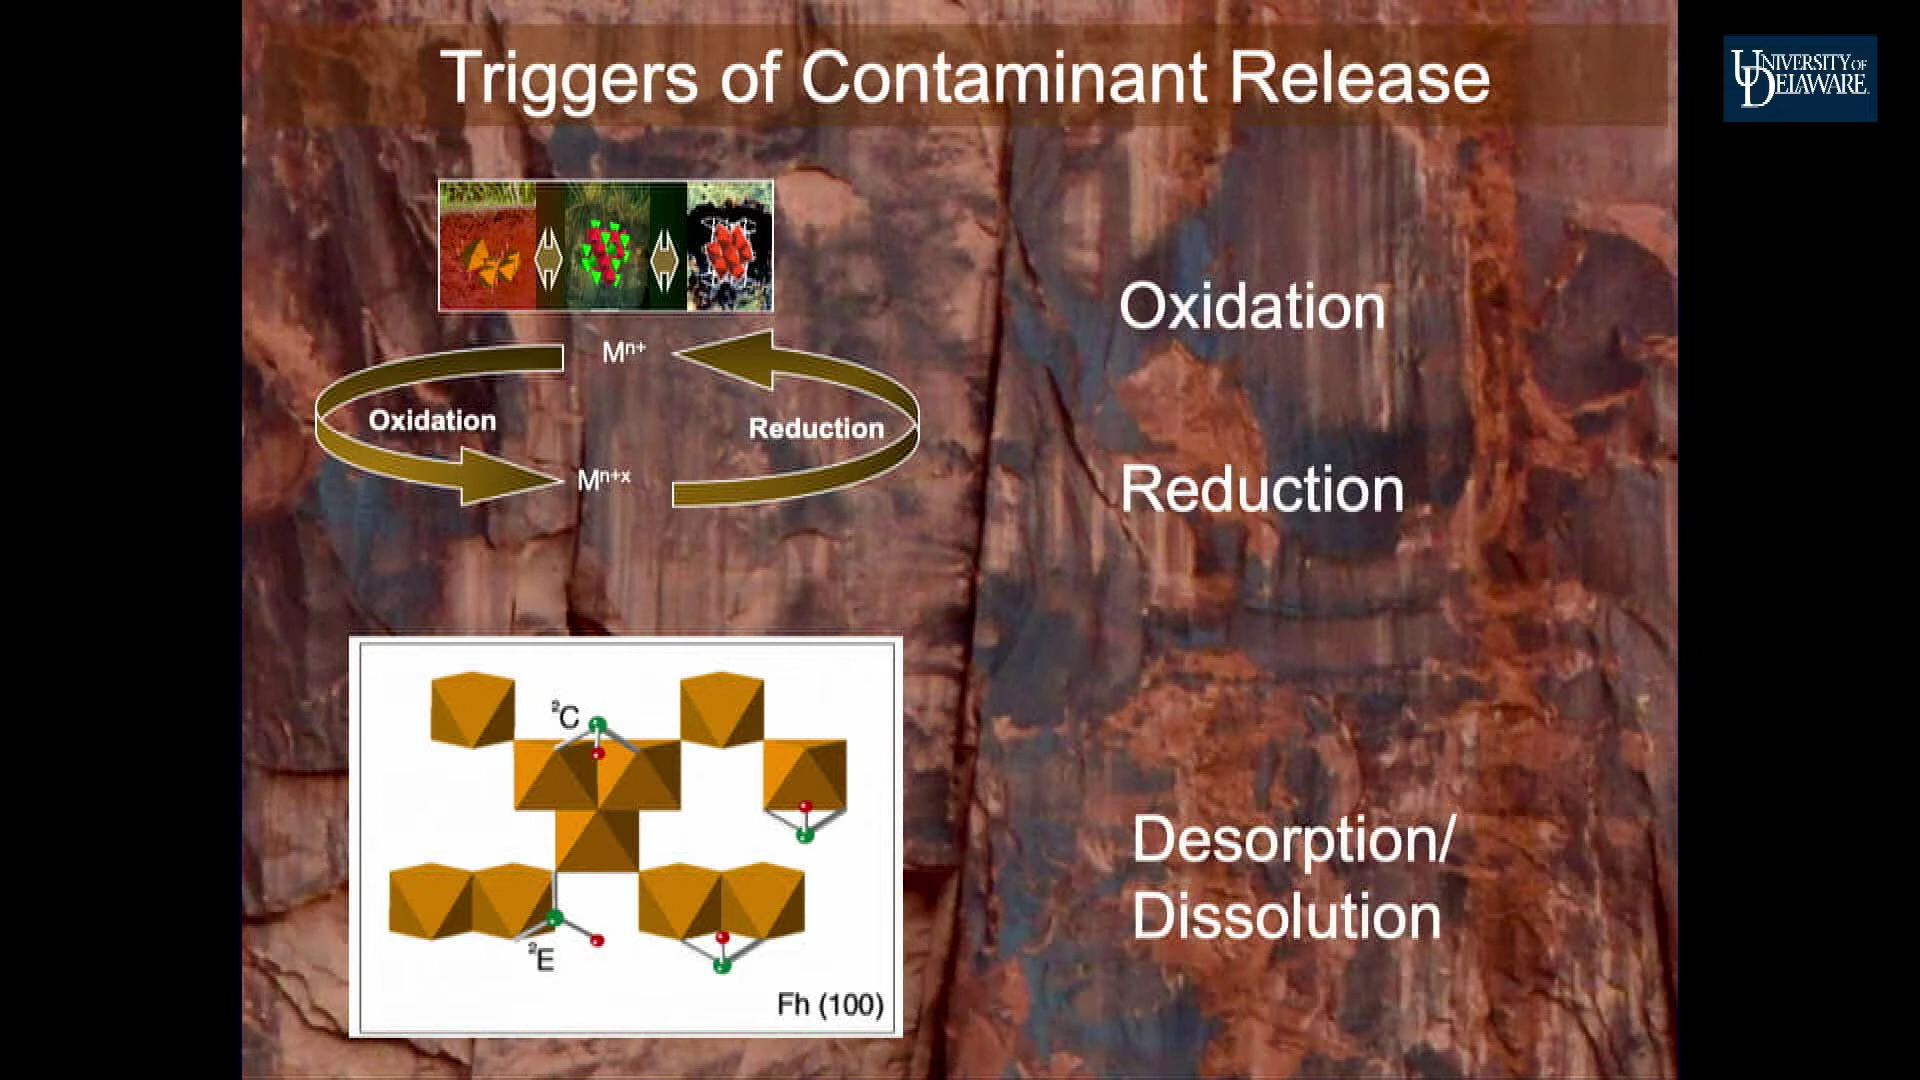 Triggers of Contaminant Release
UNIVERSITY OF
DELAWARE
Mn+
Oxidation
Reduction
Mn+x
Oxidation
Reduction
²C
²E
Fh (100)
Desorption/
Dissolution